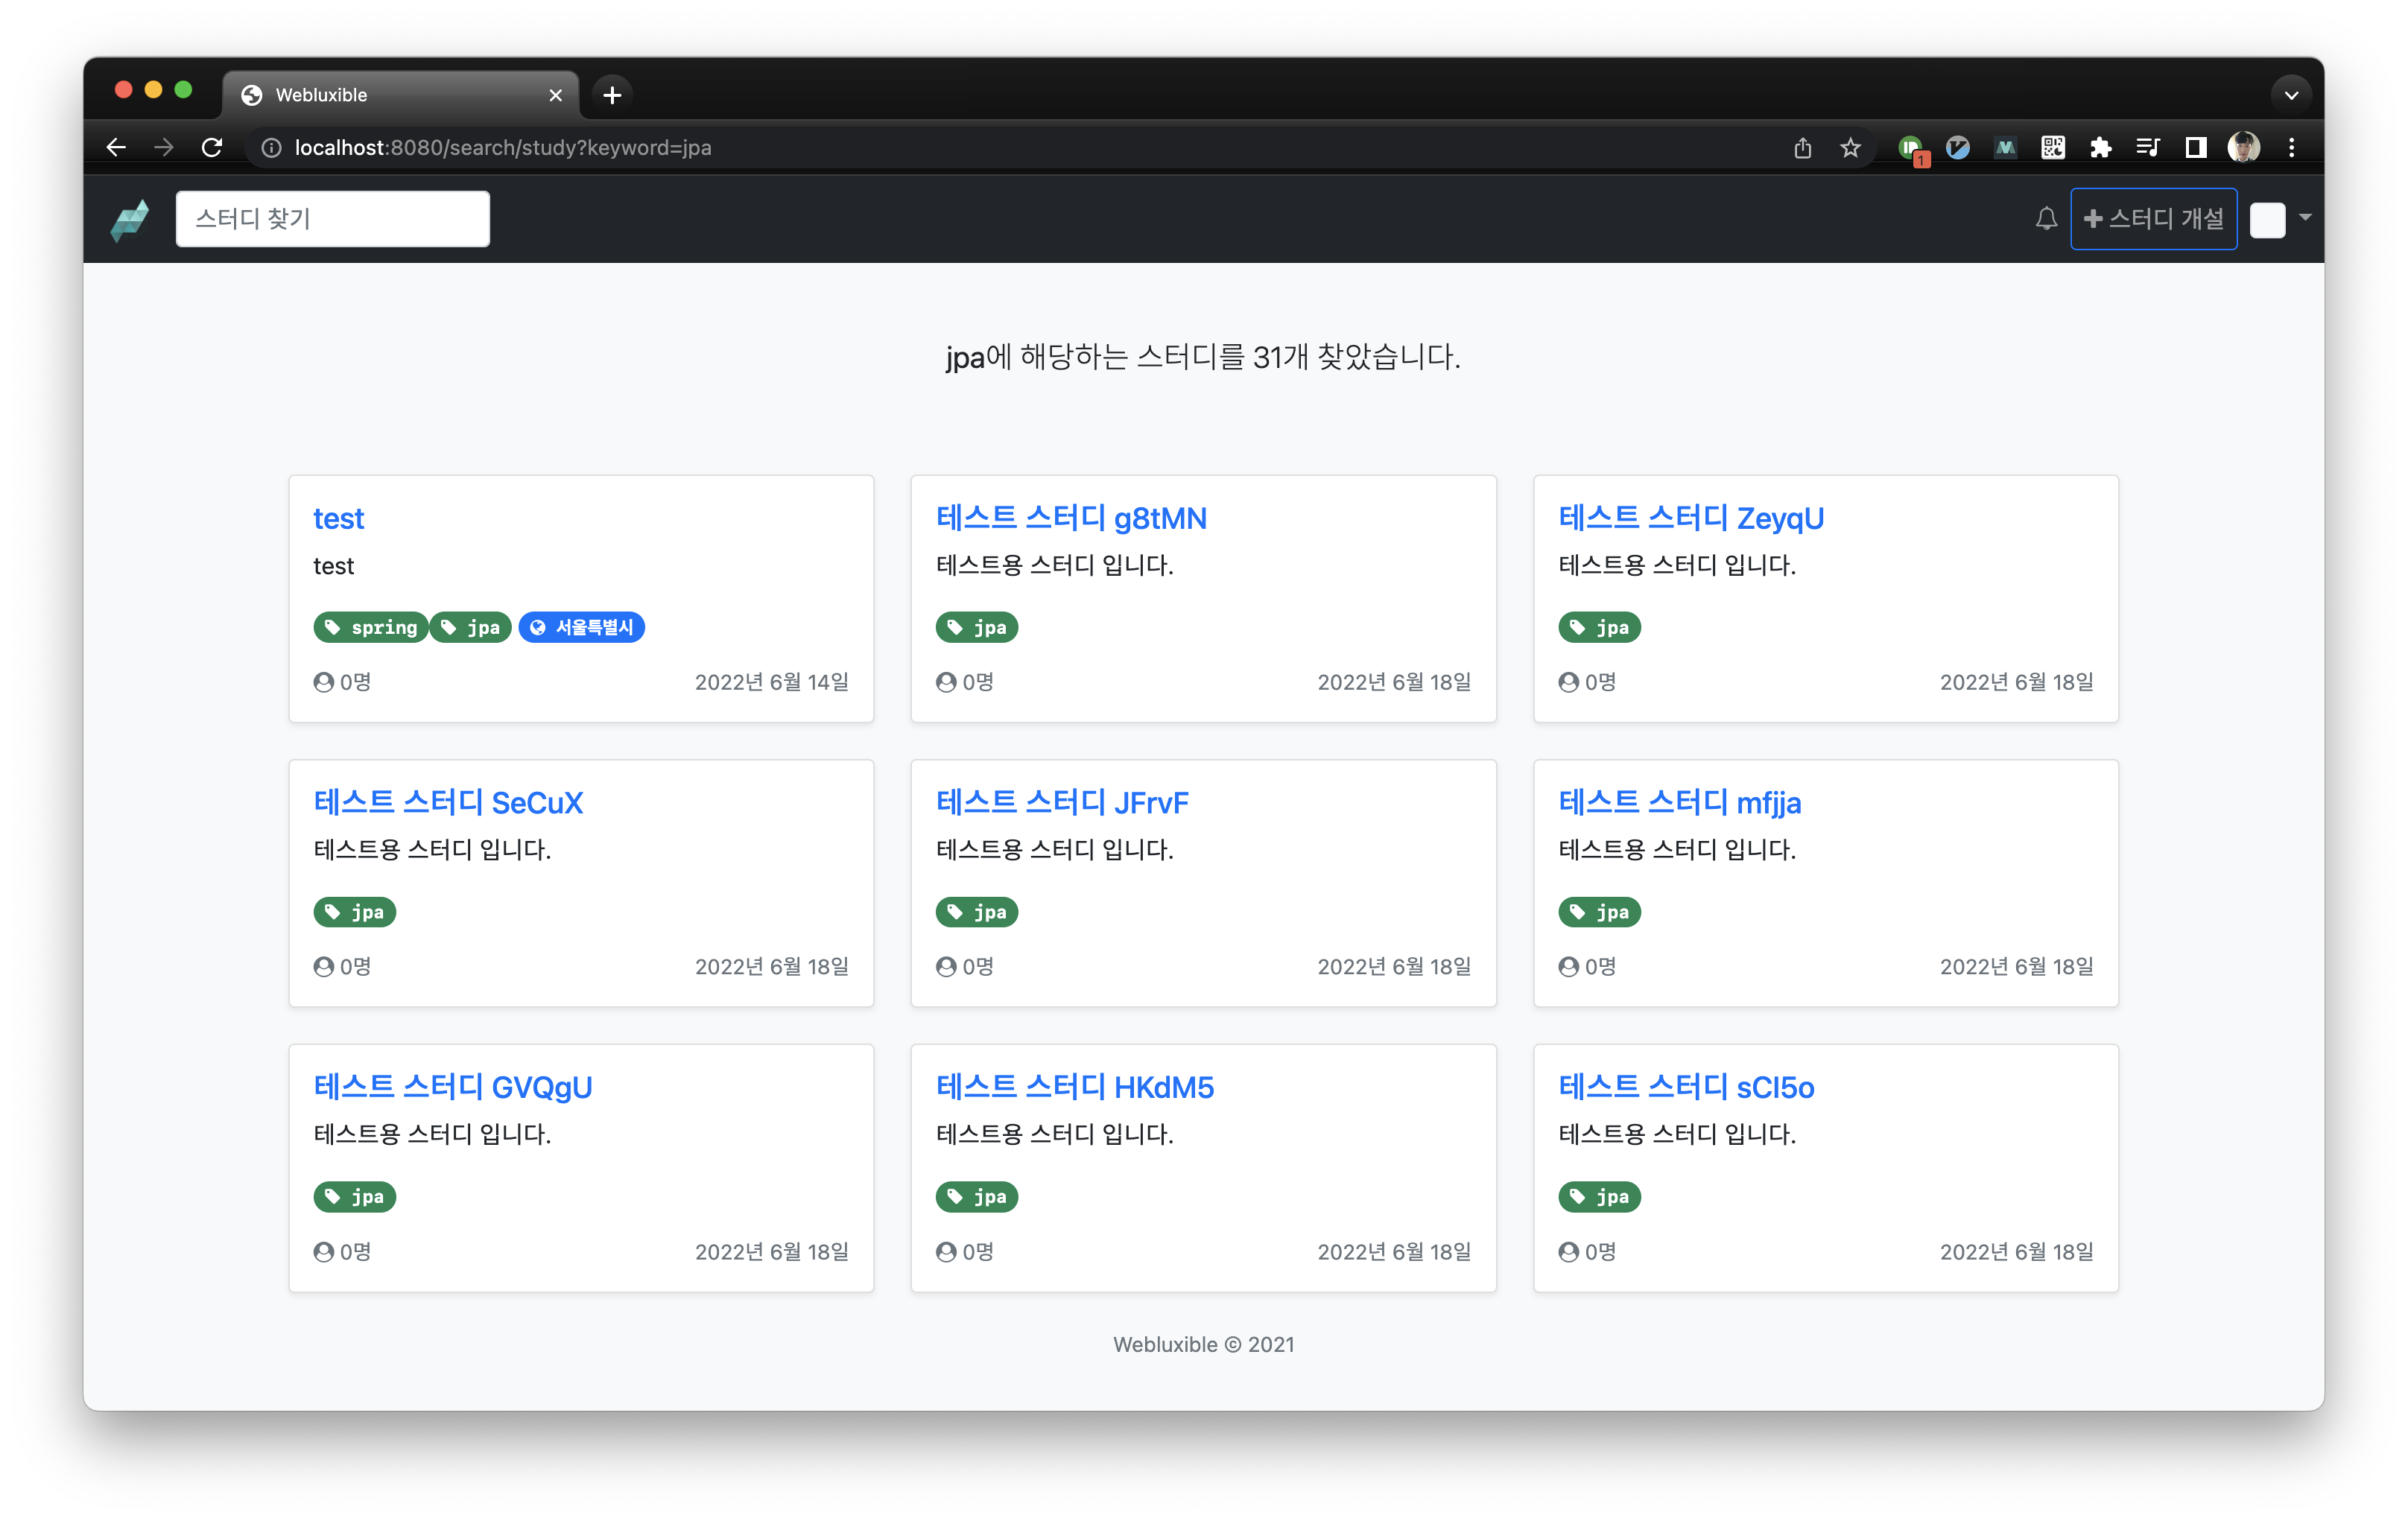 Webluxible
localhost:8080/search/study?keyword=jpa
1
스터디 찾기
스터디 개설
jpa에 해당하는 스터디를 31개 찾았습니다.
test
test
spring jpa 서울특별시
0명 2022년 6월 14일
테스트 스터디 g8tMN
테스트용 스터디 입니다.
jpa
0명 2022년 6월 18일
테스트 스터디 ZeyqU
테스트용 스터디 입니다.
jpa
0명 2022년 6월 18일
테스트 스터디 SeCuX
테스트용 스터디 입니다.
jpa
0명 2022년 6월 18일
테스트 스터디 JFrvF
테스트용 스터디 입니다.
jpa
0명 2022년 6월 18일
테스트 스터디 mfjja
테스트용 스터디 입니다.
jpa
0명 2022년 6월 18일
테스트 스터디 GVQgU
테스트용 스터디 입니다.
jpa
0명 2022년 6월 18일
테스트 스터디 HKdM5
테스트용 스터디 입니다.
jpa
0명 2022년 6월 18일
테스트 스터디 sCI5o
테스트용 스터디 입니다.
jpa
0명 2022년 6월 18일
Webluxible © 2021